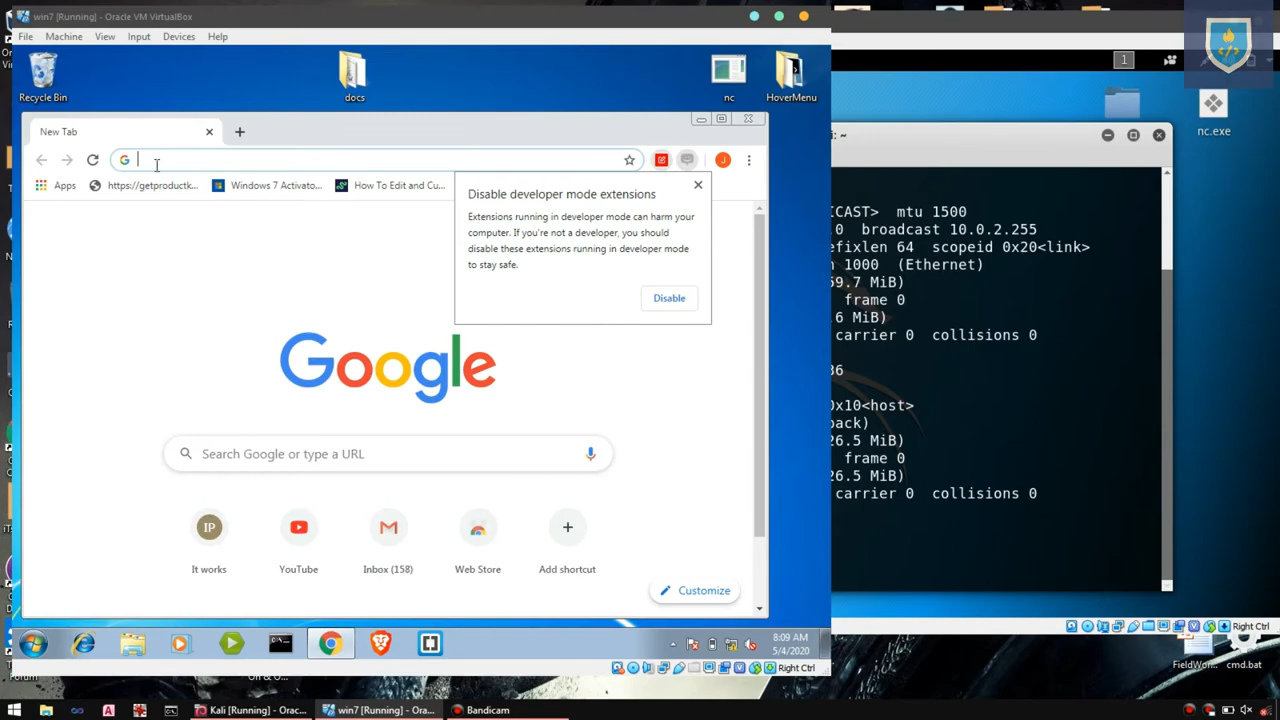 win7 [Running] - Oracle VM VirtualBox
File Machine View Input Devices Help
Recycle Bin
docs
nc
HoverMenu
New Tab
Apps
https://getproductk...
Windows 7 Activato...
How To Edit and Cu...
Disable developer mode extensions
Extensions running in developer mode can harm your
computer. If you're not a developer, you should
disable these extensions running in developer mode
to stay safe.
Disable
Google
Search Google or type a URL
IP
It works
YouTube
Inbox (158)
Web Store
Add shortcut
Customize
8:09 AM
5/4/2020
Right Ctrl
1
nc.exe
: ~
CAST> mtu 1500
0 broadcast 10.0.2.255
efixlen 64 scopeid 0x20<link>
n 1000 (Ethernet)
59.7 MiB)
frame 0
6 MiB)
carrier 0 collisions 0
36
0x10<host>
back)
26.5 MiB)
frame 0
26.5 MiB)
carrier 0 collisions 0
Right Ctrl
FieldWor...
cmd.bat
Kali [Running] - Orac...
win7 [Running] - Ora...
Bandicam